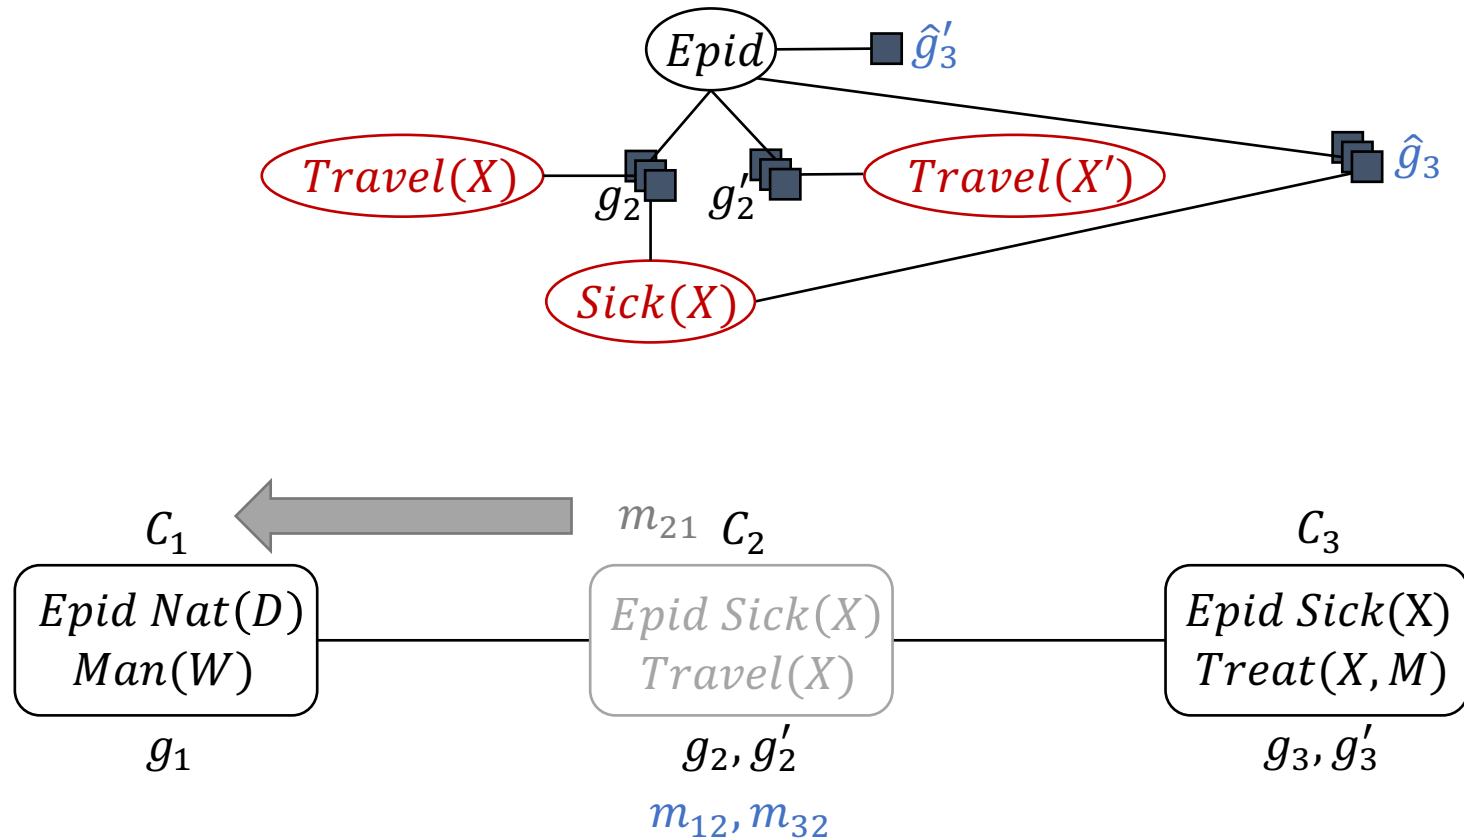 Epid ĝ′₃
Travel(X) g₂ g′₂ Travel(X′) ĝ₃
Sick(X)
C₁ m₂₁ C₂ C₃
Epid Nat(D) Epid Sick(X) Epid Sick(X)
Man(W) Travel(X) Treat(X, M)
g₁ g₂, g′₂ g₃, g′₃
m₁₂, m₃₂